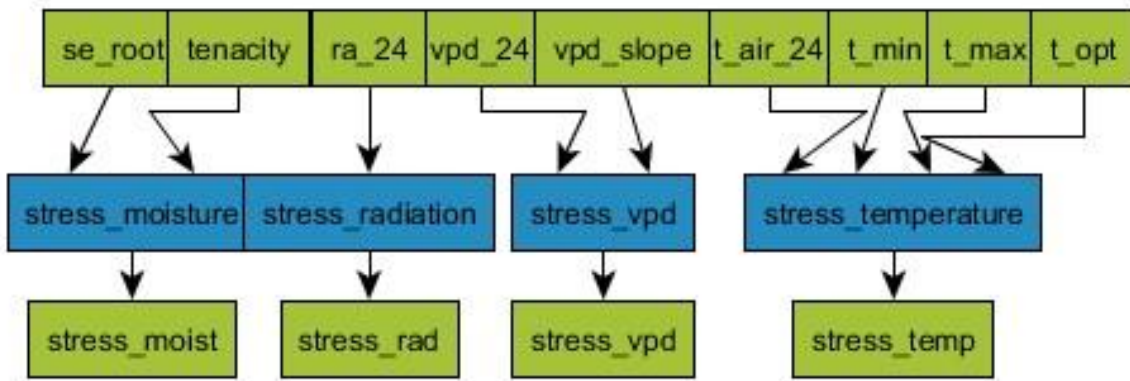 se_root tenacity ra_24 vpd_24 vpd_slope t_air_24 t_min t_max t_opt
stress_moisture stress_radiation stress_vpd stress_temperature
stress_moist stress_rad stress_vpd stress_temp